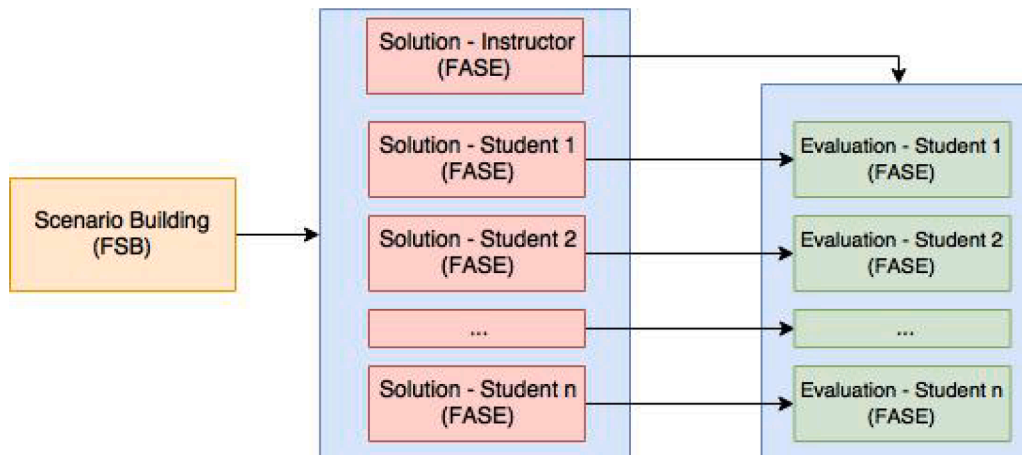 Scenario Building
(FSB)
Solution - Instructor
(FASE)
Solution - Student 1
(FASE)
Solution - Student 2
(FASE)
...
Solution - Student n
(FASE)
Evaluation - Student 1
(FASE)
Evaluation - Student 2
(FASE)
...
Evaluation - Student n
(FASE)